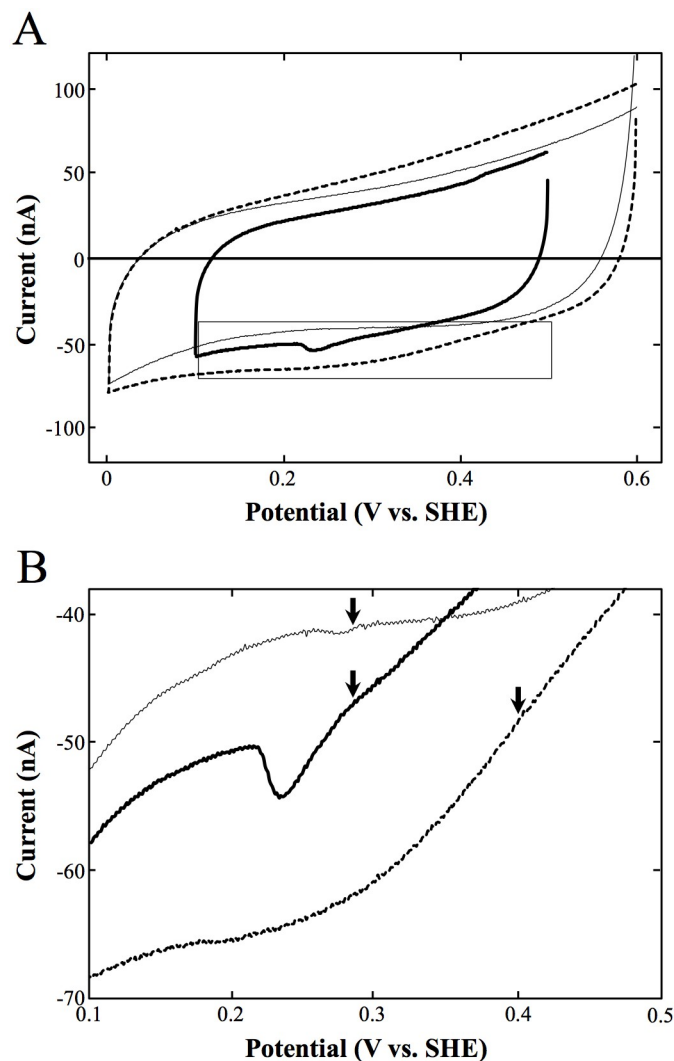 A
100
50
0
-50
-100
Current (nA)
0 0.2 0.4 0.6
Potential (V vs. SHE)
B
-40
-50
-60
-70
Current (nA)
0.1 0.2 0.3 0.4 0.5
Potential (V vs. SHE)